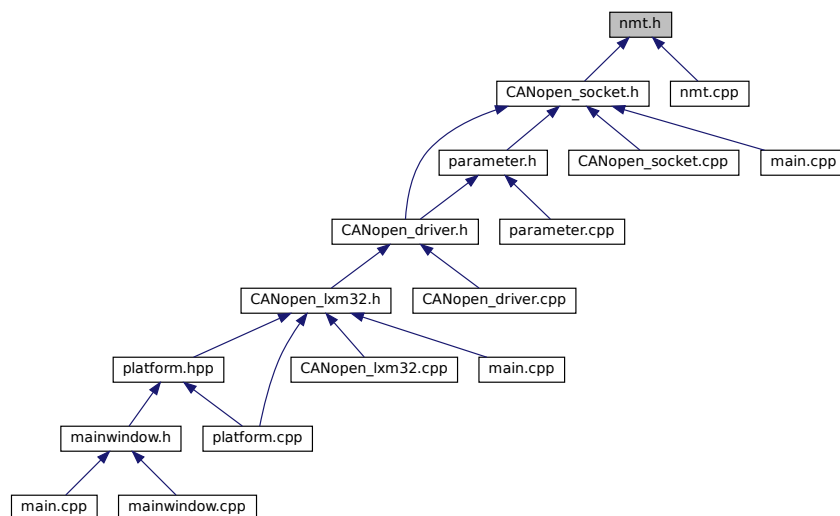 nmt.h
CANopen_socket.h
nmt.cpp
parameter.h
CANopen_socket.cpp
main.cpp
CANopen_driver.h
parameter.cpp
CANopen_lxm32.h
CANopen_driver.cpp
platform.hpp
CANopen_lxm32.cpp
main.cpp
mainwindow.h
platform.cpp
main.cpp
mainwindow.cpp